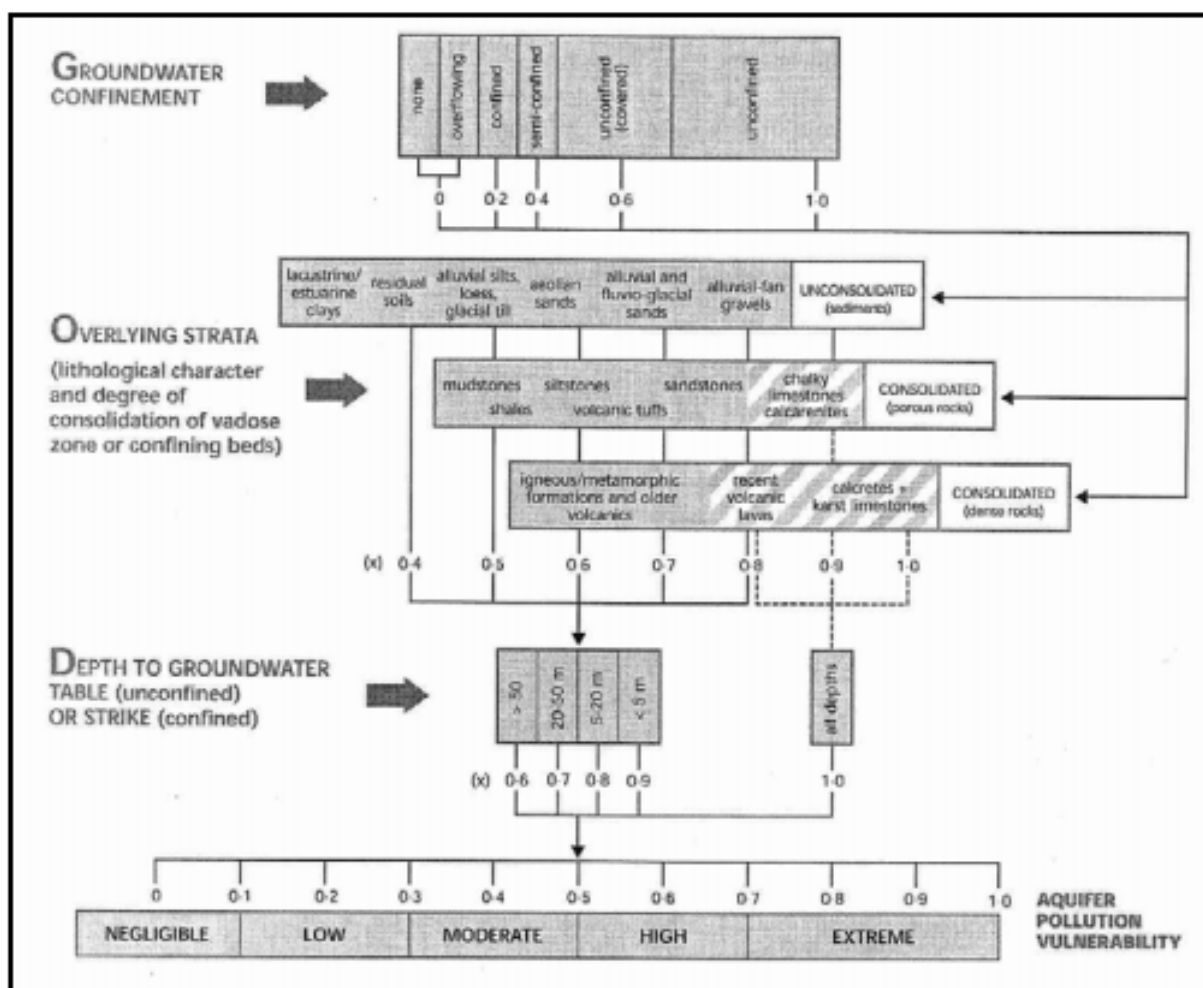 GROUNDWATER
CONFINEMENT
none
overflowing
confined
semi-confined
unconfined
(covered)
unconfined
0
0·2
0·4
0·6
1·0
lacustrine/
estuarine
clays
residual
soils
alluvial silts,
loess,
glacial till
aeolian
sands
alluvial and
fluvio-glacial
sands
alluvial-fan
gravels
UNCONSOLIDATED
(sediments)
OVERLYING STRATA
(lithological character
and degree of
consolidation of vadose
zone or confining beds)
mudstones
shales
siltstones
volcanic tuffs
sandstones
chalky
limestones
calcarenites
CONSOLIDATED
(porous rocks)
igneous/metamorphic
formations and older
volcanics
recent
volcanic
lavas
calcretes +
karst limestones
CONSOLIDATED
(dense rocks)
(x) 0·4
0·5
0·6
0·7
0·8
0·9
1·0
DEPTH TO GROUNDWATER
TABLE (unconfined)
OR STRIKE (confined)
> 50
20-50 m
5-20 m
< 5 m
all depths
(x) 0·6
0·7
0·8
0·9
1·0
0
0·1
0·2
0·3
0·4
0·5
0·6
0·7
0·8
0·9
1·0
NEGLIGIBLE
LOW
MODERATE
HIGH
EXTREME
AQUIFER
POLLUTION
VULNERABILITY